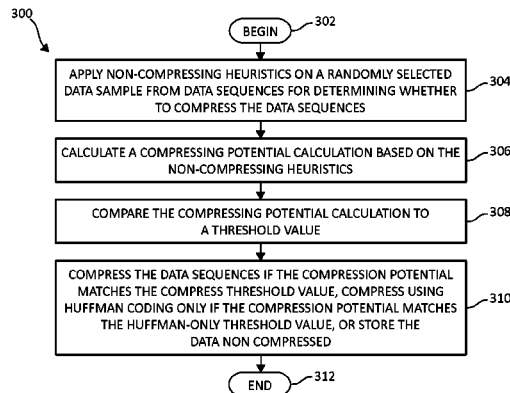 300
BEGIN
302
APPLY NON-COMPRESSING HEURISTICS ON A RANDOMLY SELECTED
DATA SAMPLE FROM DATA SEQUENCES FOR DETERMINING WHETHER
TO COMPRESS THE DATA SEQUENCES
304
CALCULATE A COMPRESSING POTENTIAL CALCULATION BASED ON THE
NON-COMPRESSING HEURISTICS
306
COMPARE THE COMPRESSING POTENTIAL CALCULATION TO
A THRESHOLD VALUE
308
COMPRESS THE DATA SEQUENCES IF THE COMPRESSION POTENTIAL
MATCHES THE COMPRESS THRESHOLD VALUE, COMPRESS USING
HUFFMAN CODING ONLY IF THE COMPRESSION POTENTIAL MATCHES
THE HUFFMAN-ONLY THRESHOLD VALUE, OR STORE THE
DATA NON COMPRESSED
310
END
312